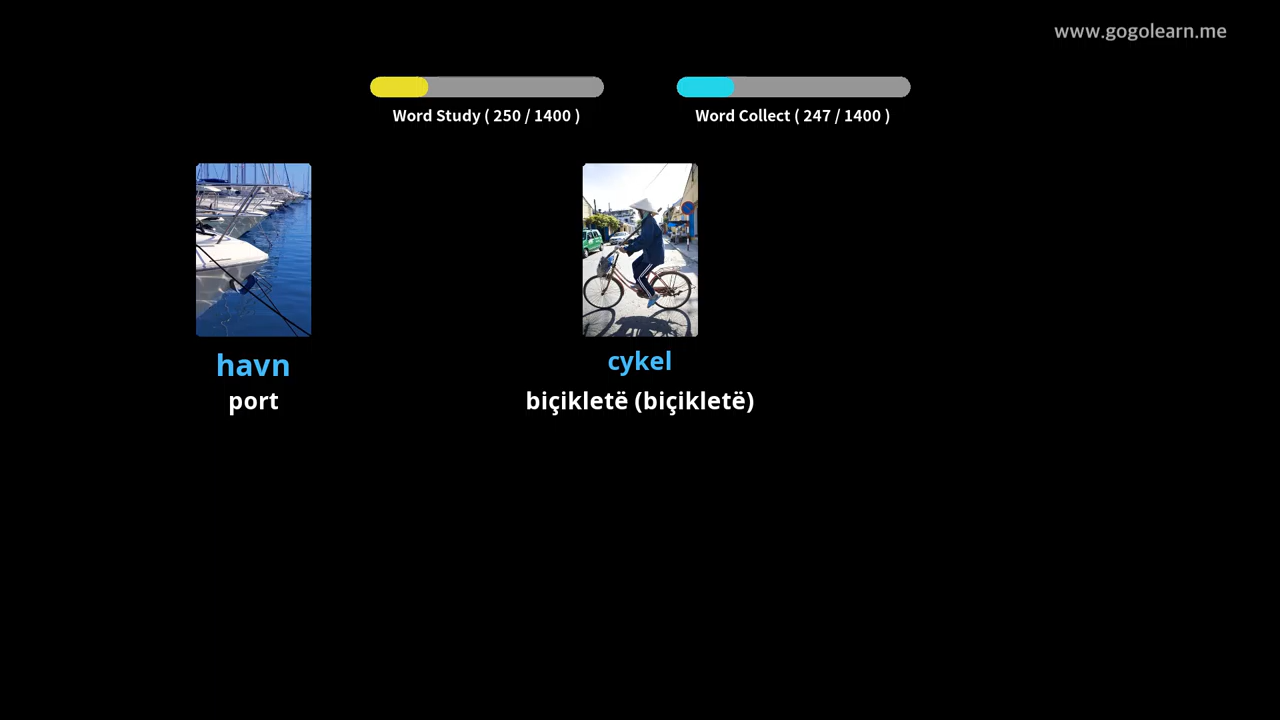 www.gogolearn.me
Word Study ( 250 / 1400 )
Word Collect ( 247 / 1400 )
havn
port
cykel
biçikletë (biçikletë)